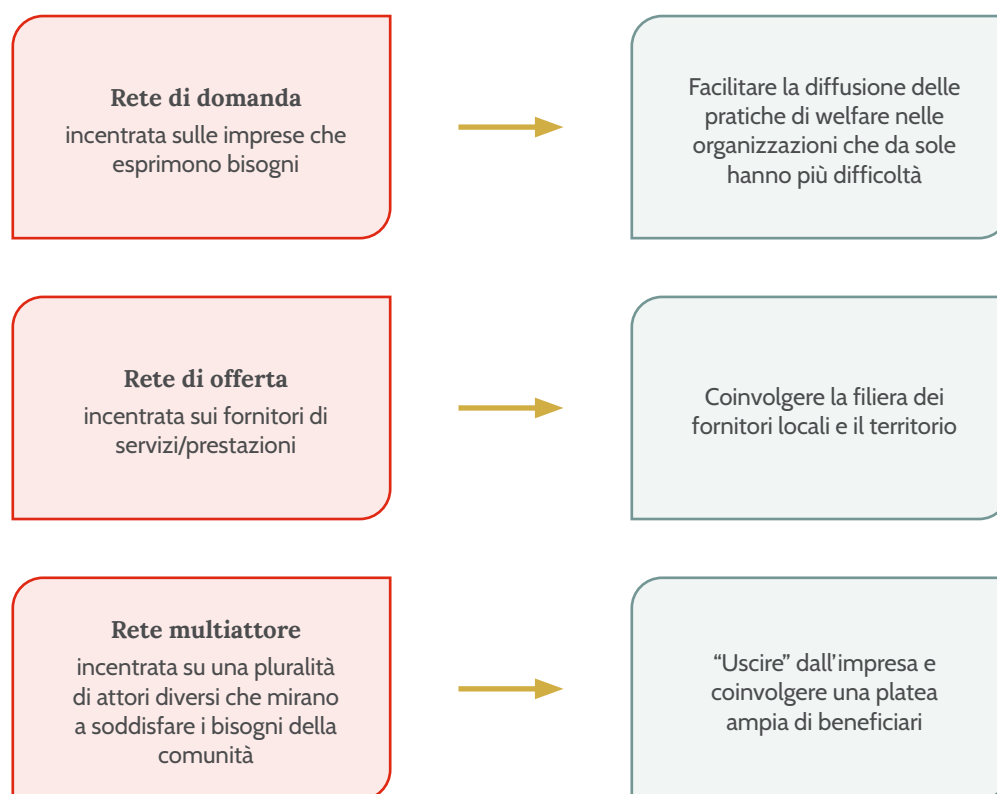 Rete di domanda
incentrata sulle imprese che
esprimono bisogni
Facilitare la diffusione delle
pratiche di welfare nelle
organizzazioni che da sole
hanno più difficoltà
Rete di offerta
incentrata sui fornitori di
servizi/prestazioni
Coinvolgere la filiera dei
fornitori locali e il territorio
Rete multiattore
incentrata su una pluralità
di attori diversi che mirano
a soddisfare i bisogni della
comunità
“Uscire” dall’impresa e
coinvolgere una platea
ampia di beneficiari